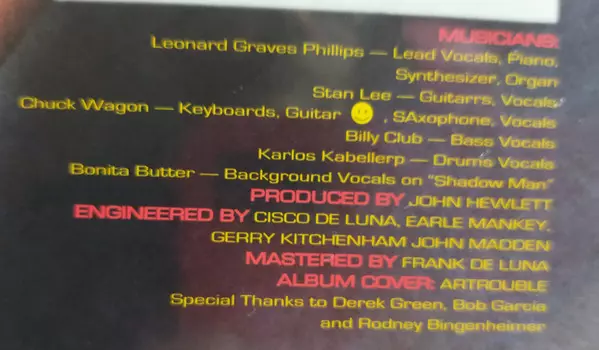 MUSICIANS:
Leonard Graves Phillips — Lead Vocals, Piano,
Synthesizer, Organ
Stan Lee — Guitarrs, Vocals
Chuck Wagon — Keyboards, Guitar 🙂 , SAxophone, Vocals
Billy Club — Bass Vocals
Karlos Kabellerp — Drums Vocals
Bonita Butter — Background Vocals on "Shadow Man"
PRODUCED BY JOHN HEWLETT
ENGINEERED BY CISCO DE LUNA, EARLE MANKEY,
GERRY KITCHENHAM JOHN MADDEN
MASTERED BY FRANK DE LUNA
ALBUM COVER: ARTROUBLE
Special Thanks to Derek Green, Bob Garcia
and Rodney Bingenheimer